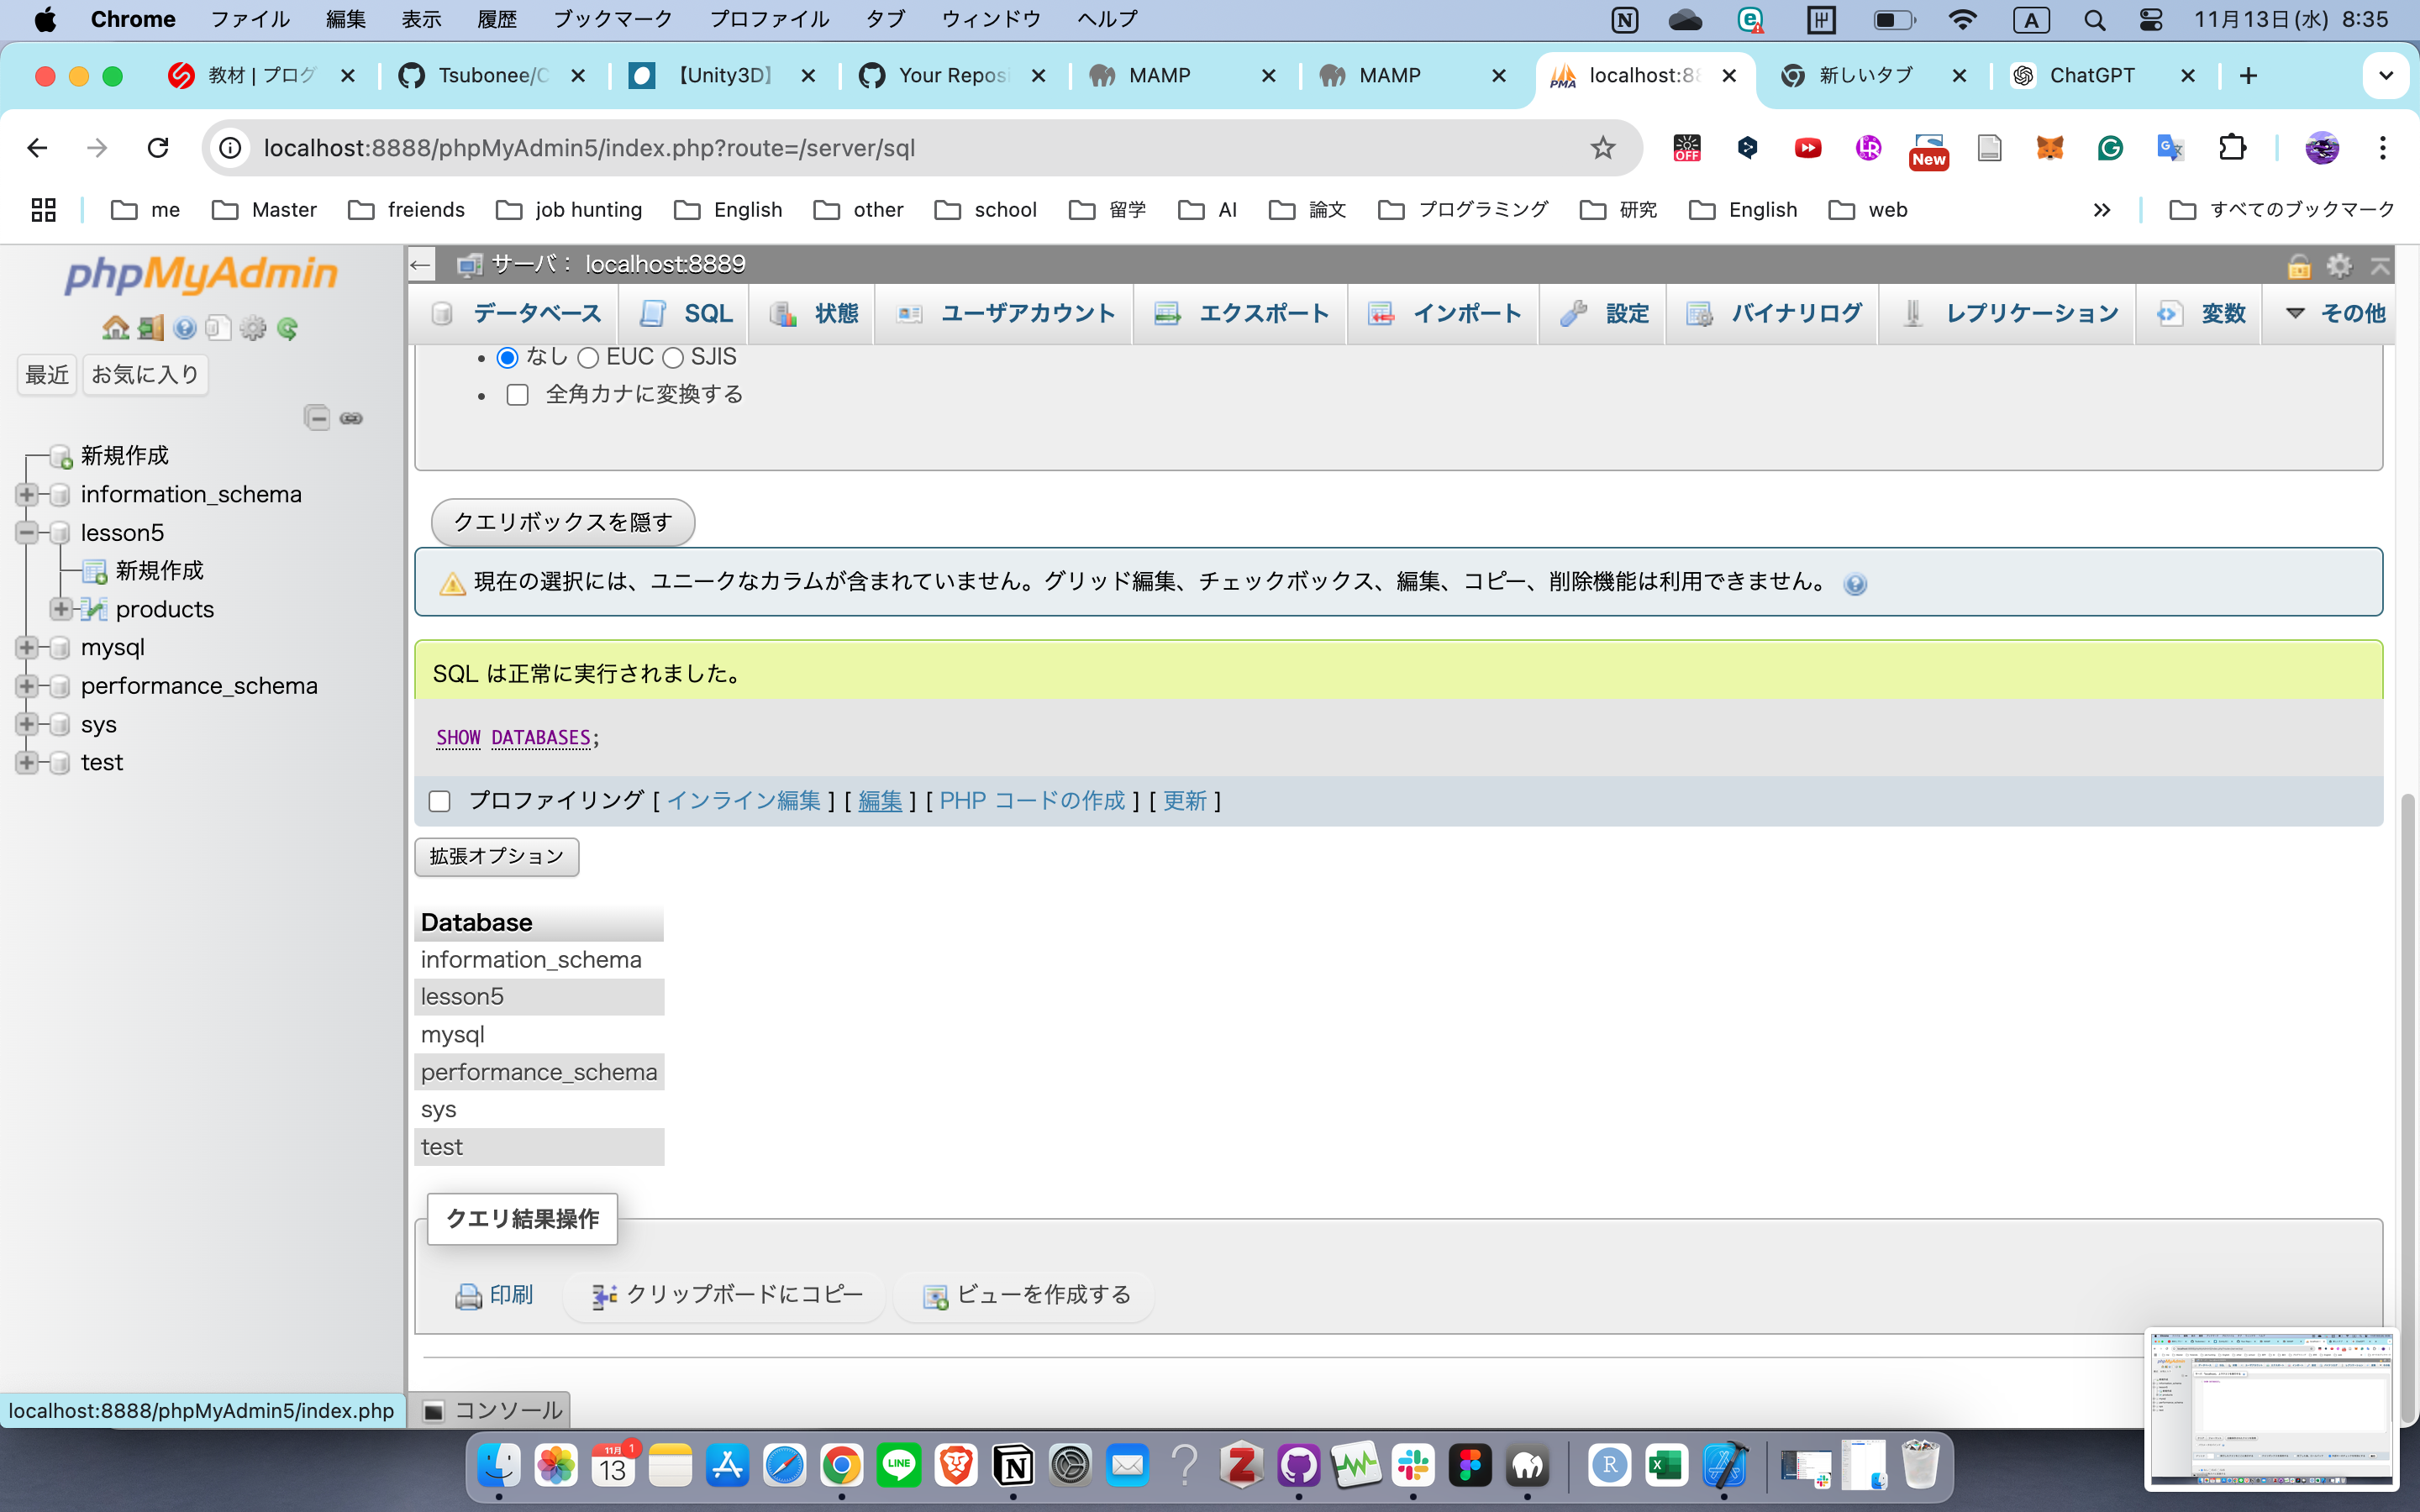 Chrome ファイル 編集 表示 履歴 ブックマーク プロファイル タブ ウィンドウ ヘルプ A 11月13日(水) 8:35
教材 | プログ Tsubonee/C 【Unity3D】 Your Reposi MAMP MAMP PMA localhost:88 新しいタブ ChatGPT
localhost:8888/phpMyAdmin5/index.php?route=/server/sql OFF New
me Master freiends job hunting English other school 留学 AI 論文 プログラミング 研究 English web » すべてのブックマーク
phpMyAdmin
最近 お気に入り
新規作成
information_schema
lesson5
新規作成
products
mysql
performance_schema
sys
test
サーバ： localhost:8889
データベース SQL 状態 ユーザアカウント エクスポート インポート 設定 バイナリログ レプリケーション 変数 その他
なし EUC SJIS
全角カナに変換する
クエリボックスを隠す
現在の選択には、ユニークなカラムが含まれていません。グリッド編集、チェックボックス、編集、コピー、削除機能は利用できません。
SQL は正常に実行されました。
SHOW DATABASES;
プロファイリング [ インライン編集 ] [ 編集 ] [ PHP コードの作成 ] [ 更新 ]
拡張オプション
Database
information_schema
lesson5
mysql
performance_schema
sys
test
クエリ結果操作
印刷 クリップボードにコピー ビューを作成する
localhost:8888/phpMyAdmin5/index.php コンソール
11月 13 1 LINE